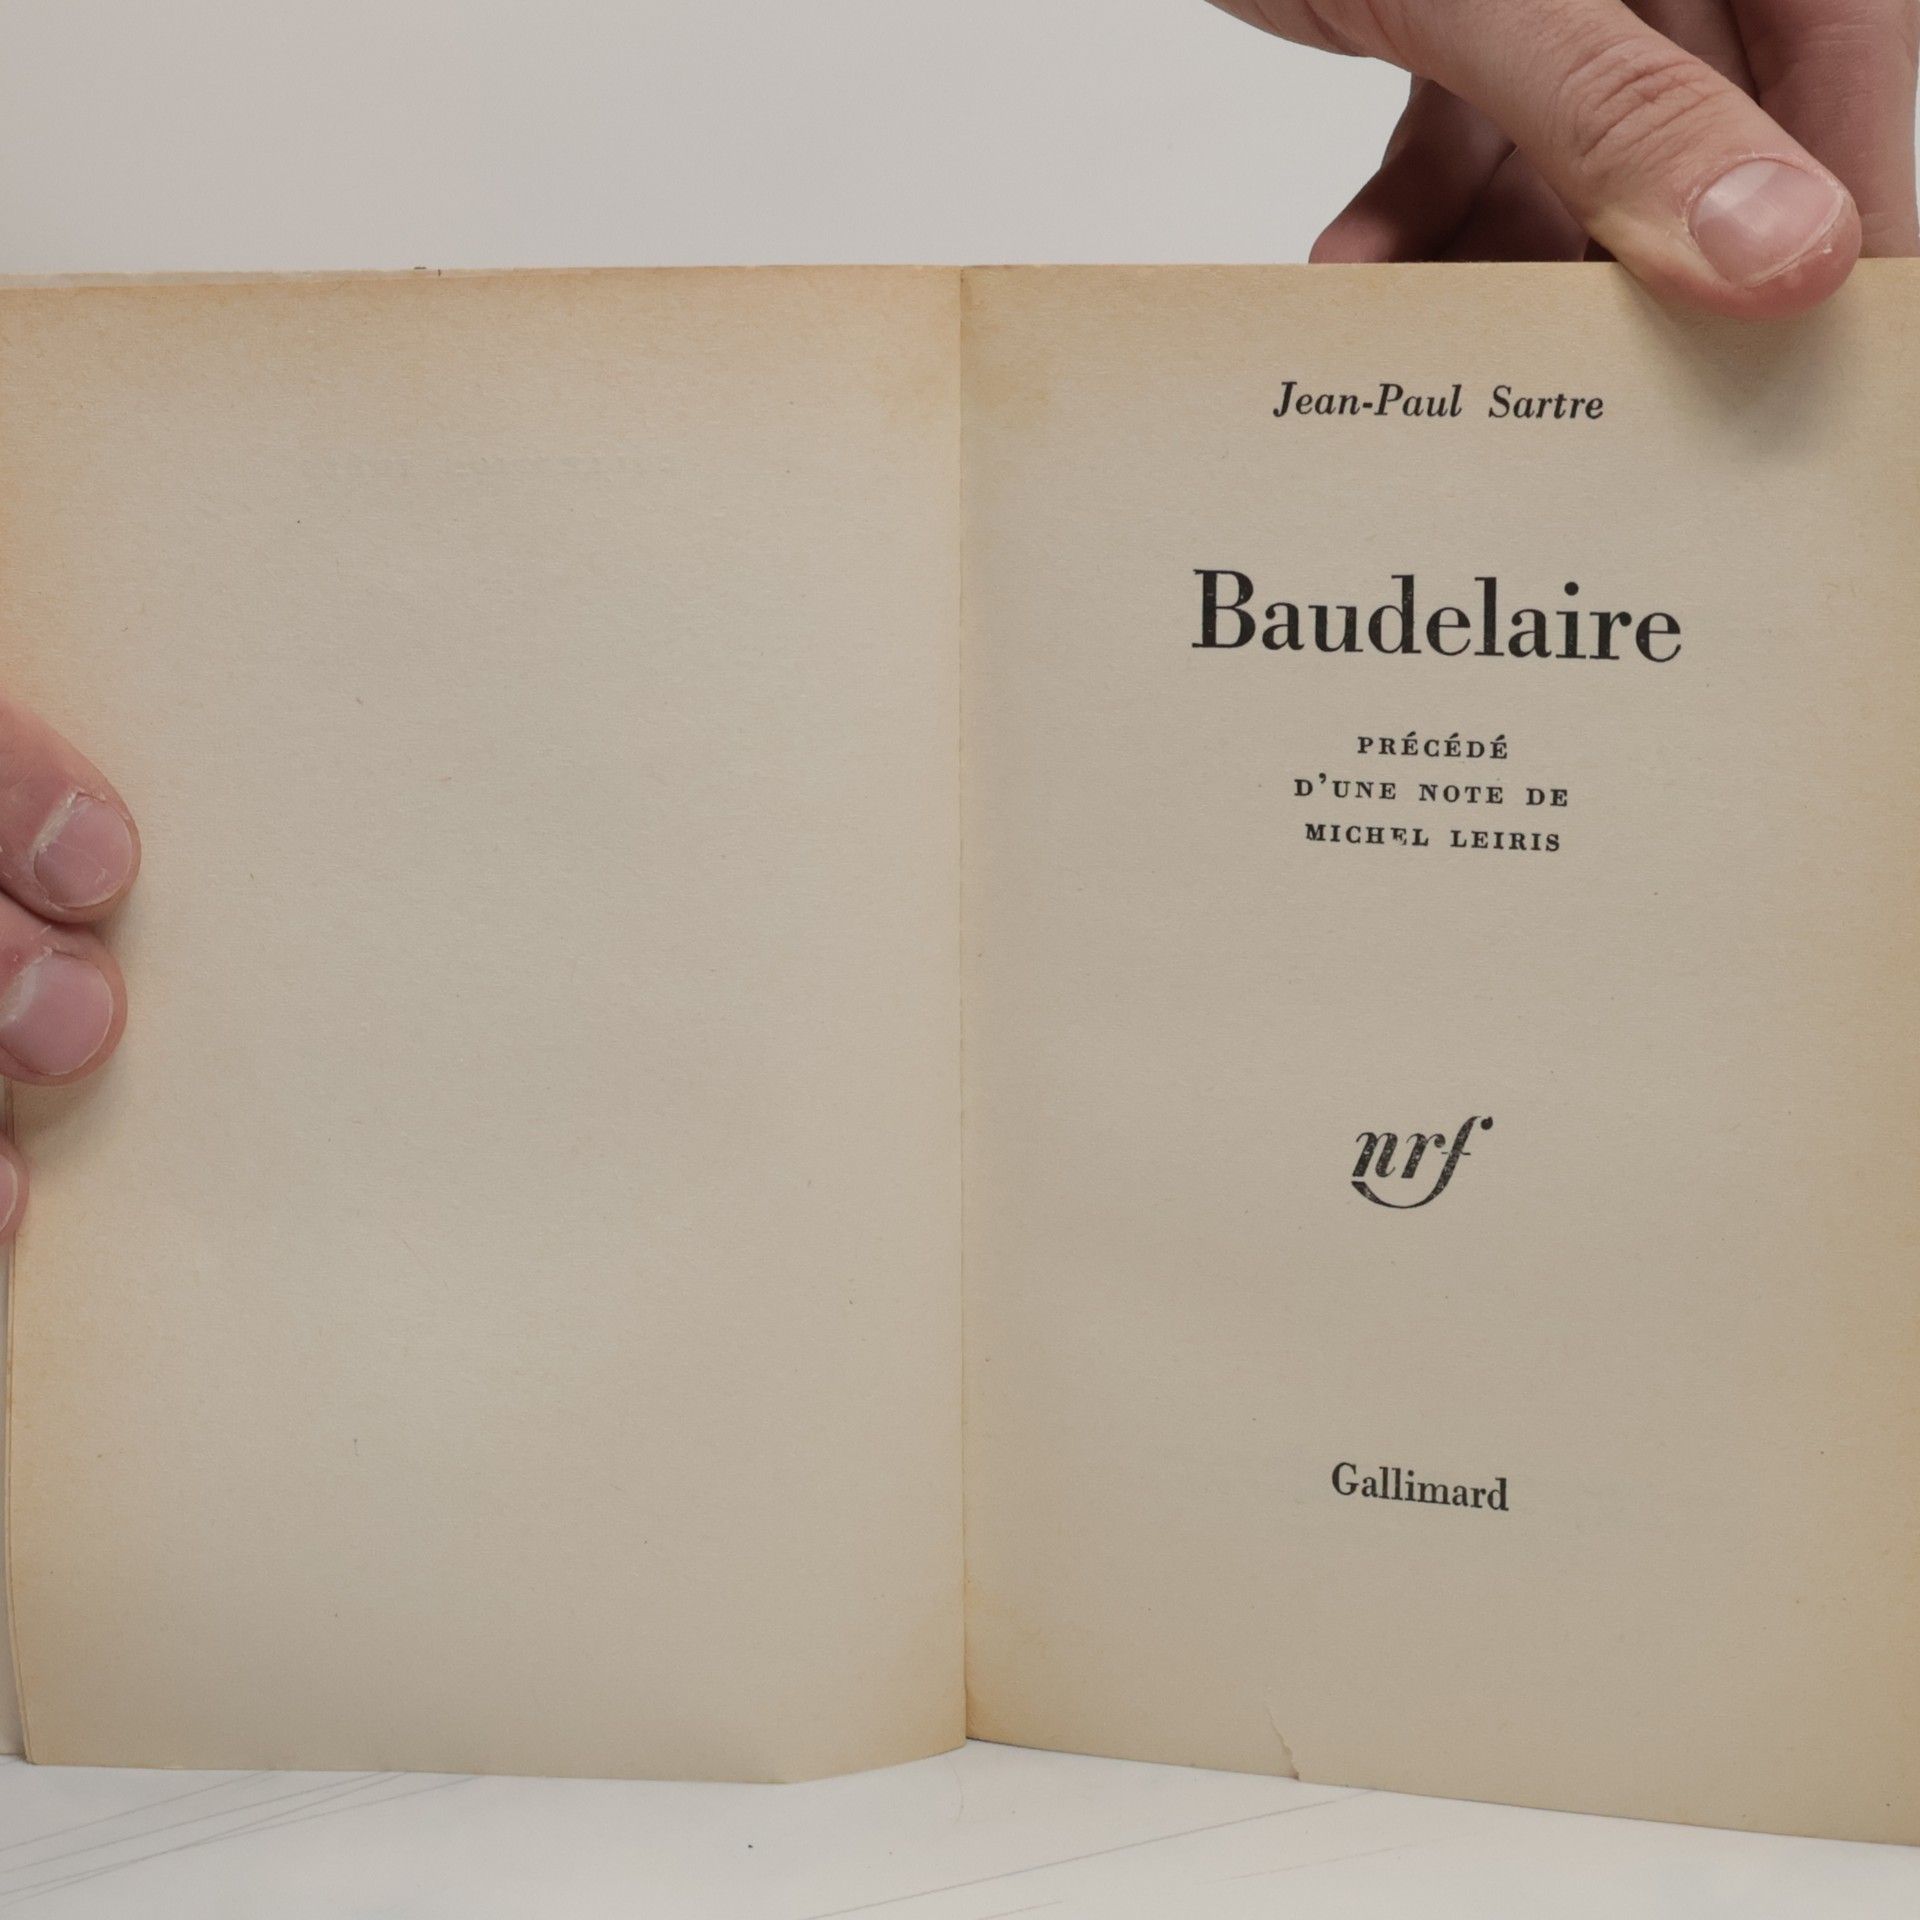 Jean-Paul Sartre
Baudelaire
PRÉCÉDÉ
D'UNE NOTE DE
MICHEL LEIRIS
nrf
Gallimard